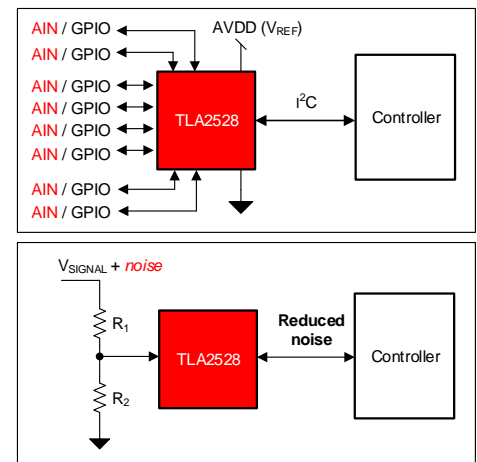 AIN / GPIO
AVDD (VREF)
AIN / GPIO
AIN / GPIO
AIN / GPIO
AIN / GPIO
AIN / GPIO
TLA2528
I²C
Controller
AIN / GPIO
AIN / GPIO
VSIGNAL + noise
R1
TLA2528
Reduced
noise
Controller
R2